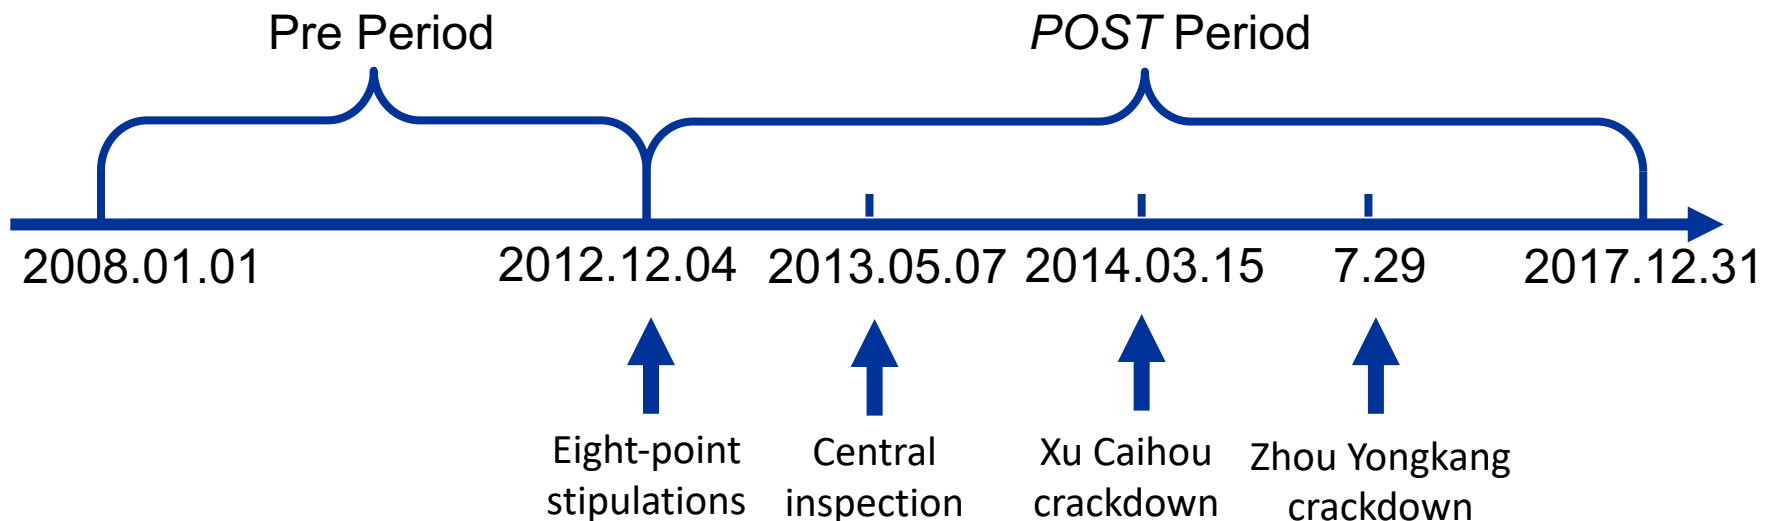 Pre Period
POST Period
2008.01.01
2012.12.04
2013.05.07
2014.03.15
7.29
2017.12.31
Eight-point
stipulations
Central
inspection
Xu Caihou
crackdown
Zhou Yongkang
crackdown